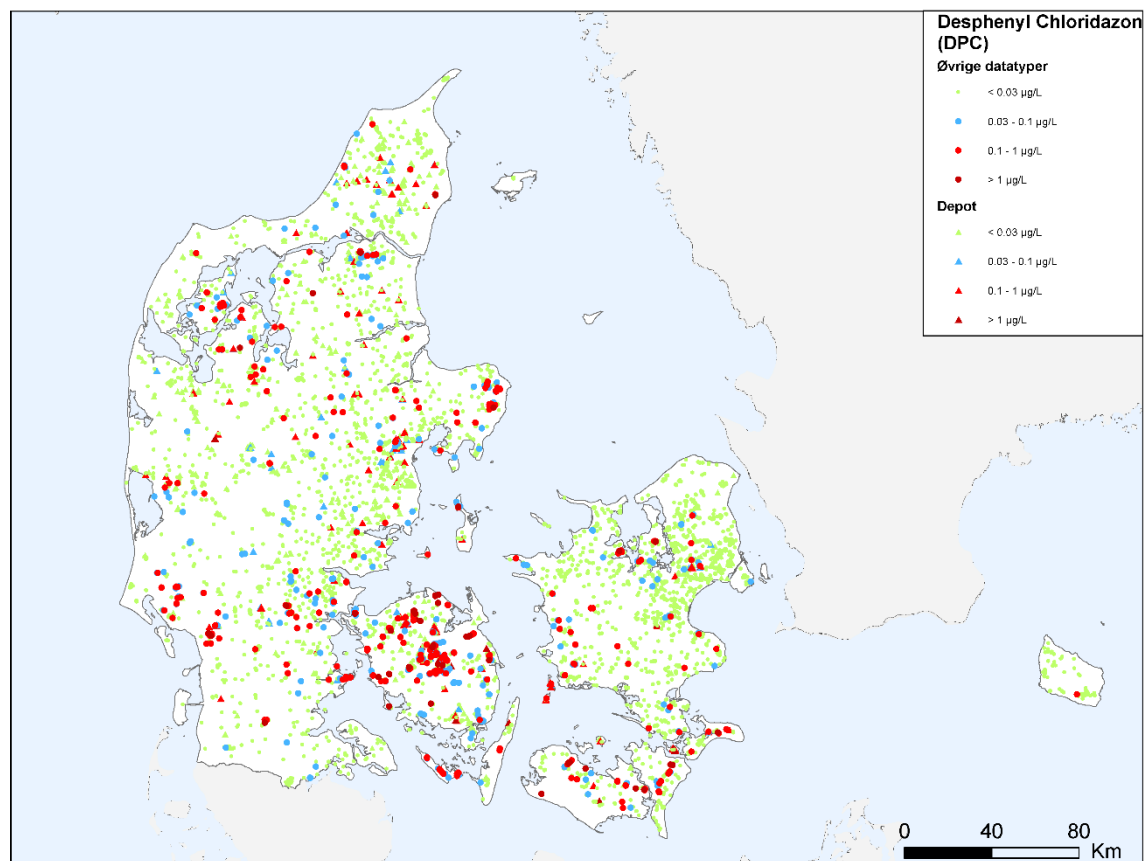 Desphenyl Chloridazon
(DPC)
Øvrige datatyper
< 0.03 µg/L
0.03 - 0.1 µg/L
0.1 - 1 µg/L
> 1 µg/L
Depot
< 0.03 µg/L
0.03 - 0.1 µg/L
0.1 - 1 µg/L
> 1 µg/L
0 40 80
Km